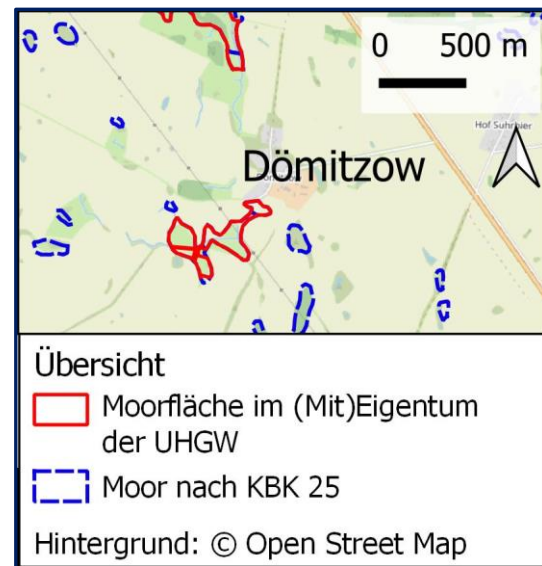 0 500 m
Hof Suhrbier
Dömitzow
Übersicht
Moorfläche im (Mit)Eigentum
der UHGW
Moor nach KBK 25
Hintergrund: © Open Street Map